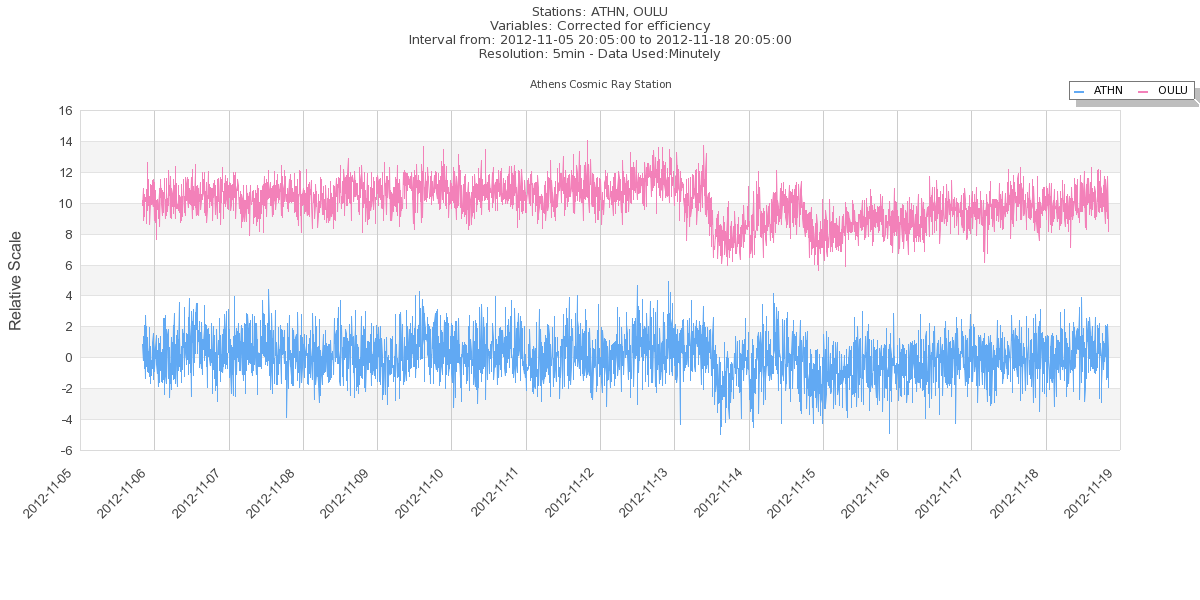 Stations: ATHN, OULU
Variables: Corrected for efficiency
Interval from: 2012-11-05 20:05:00 to 2012-11-18 20:05:00
Resolution: 5min - Data Used:Minutely
Athens Cosmic Ray Station
ATHN OULU
16
14
12
10
8
6
4
2
0
-2
-4
-6
Relative Scale
2012-11-05 2012-11-06 2012-11-07 2012-11-08 2012-11-09 2012-11-10 2012-11-11 2012-11-12 2012-11-13 2012-11-14 2012-11-15 2012-11-16 2012-11-17 2012-11-18 2012-11-19